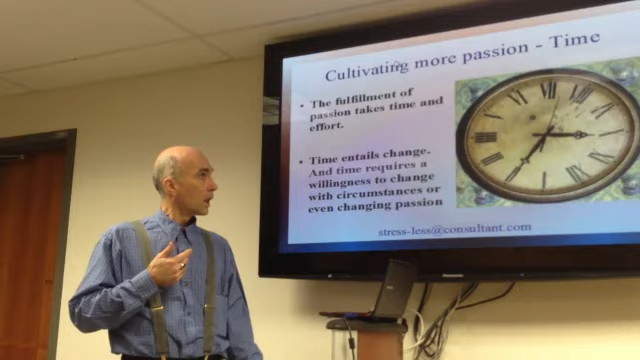 Cultivating more passion - Time
• The fulfillment of
passion takes time and
effort.
• Time entails change.
And time requires a
willingness to change
with circumstances or
even changing passion
stress-less@consultant.com
Panasonic